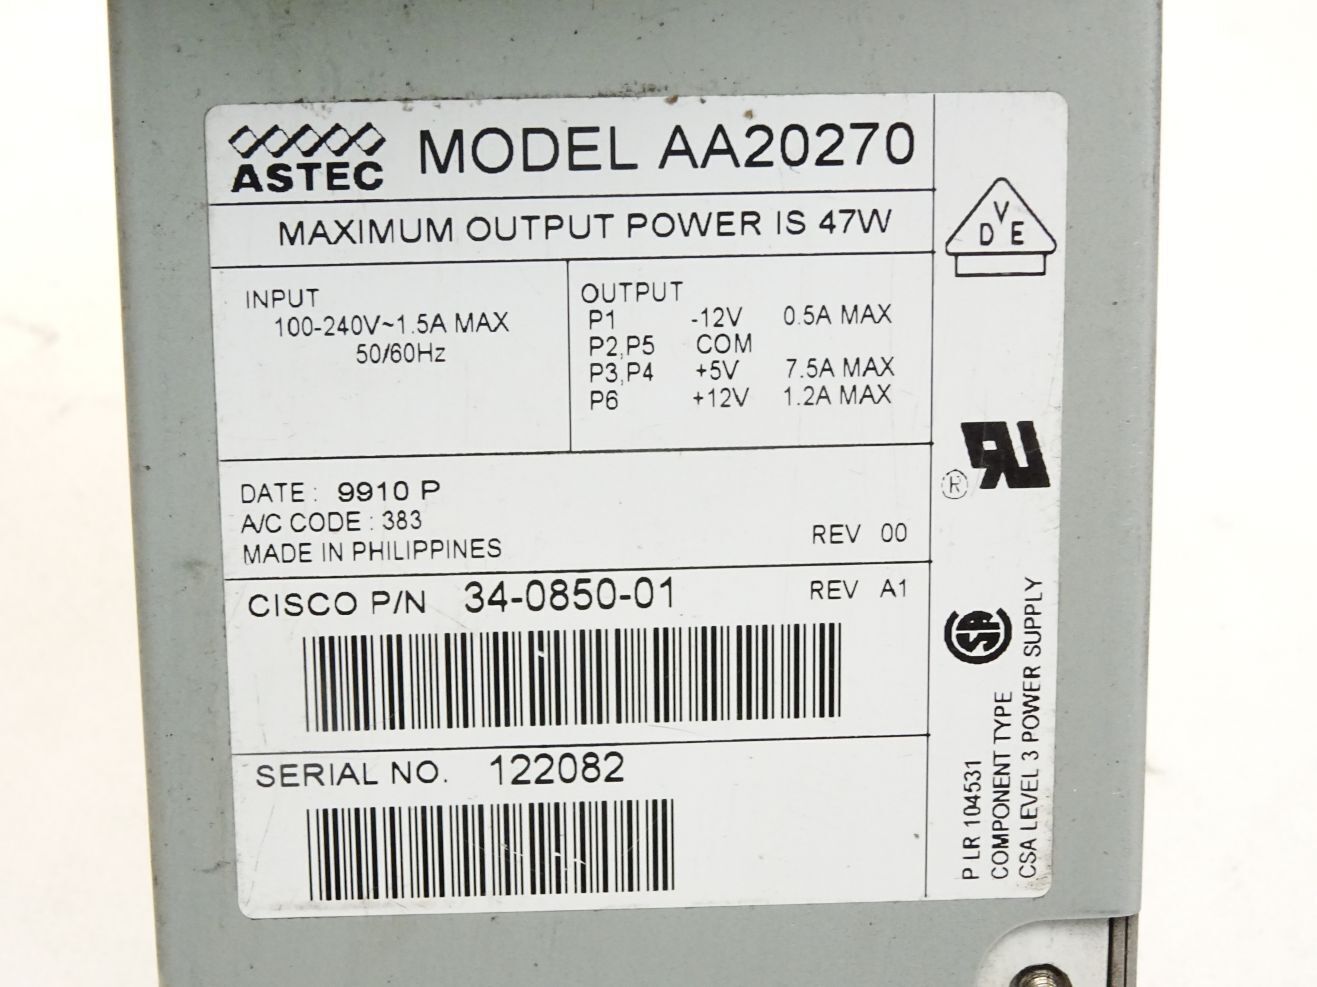 ASTEC MODEL AA20270
MAXIMUM OUTPUT POWER IS 47W
INPUT
100-240V~1.5A MAX
50/60Hz
OUTPUT
P1 -12V 0.5A MAX
P2,P5 COM
P3,P4 +5V 7.5A MAX
P6 +12V 1.2A MAX
DATE: 9910 P
A/C CODE : 383
MADE IN PHILIPPINES
REV 00
CISCO P/N 34-0850-01 REV A1
SERIAL NO. 122082
V
D E
RU
®
SA
P LR 104531
COMPONENT TYPE
CSA LEVEL 3 POWER SUPPLY